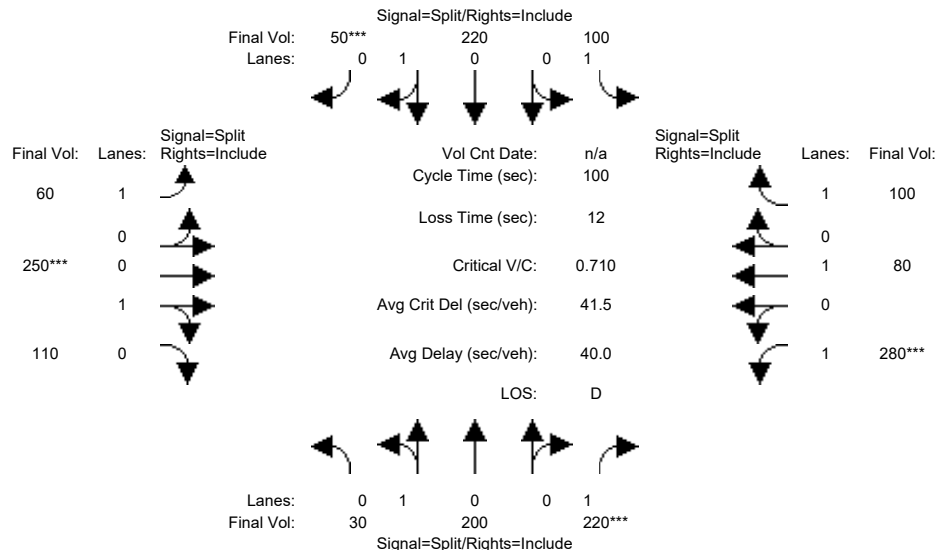 Signal=Split/Rights=Include
Final Vol: 50*** 220 100
Lanes: 0 1 0 0 1
Signal=Split
Final Vol: Lanes: Rights=Include
Vol Cnt Date: n/a
Signal=Split
Rights=Include Lanes: Final Vol:
Cycle Time (sec): 100
60 1
1 100
Loss Time (sec): 12
0
0
250*** 0
Critical V/C: 0.710
1 80
1
Avg Crit Del (sec/veh): 41.5
0
110 0
Avg Delay (sec/veh): 40.0
1 280***
LOS: D
Lanes: 0 1 0 0 1
Final Vol: 30 200 220***
Signal=Split/Rights=Include